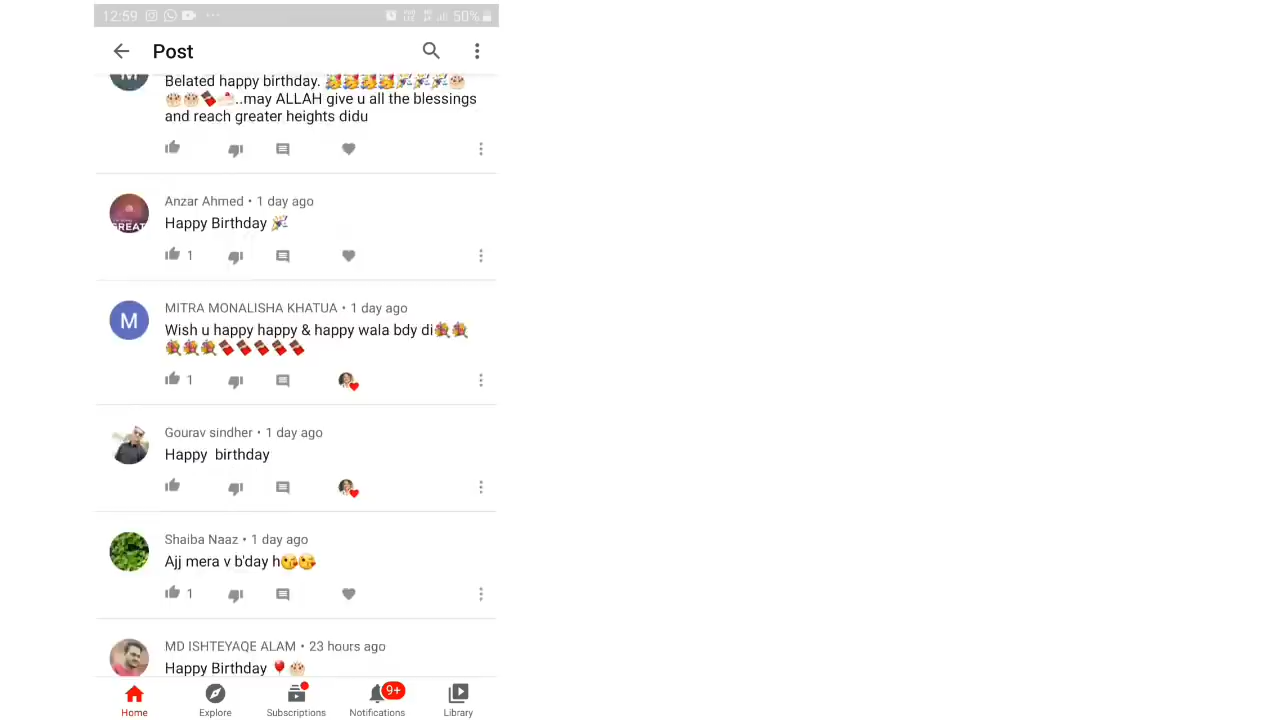 12:59 50%
Post
Belated happy birthday. 🥳🥳🥳🥳🎉🎉🎉🎂
🎂🎂🍫🍰..may ALLAH give u all the blessings
and reach greater heights didu
Anzar Ahmed • 1 day ago
GREAT
Happy Birthday 🎉
1
MITRA MONALISHA KHATUA • 1 day ago
M
Wish u happy happy & happy wala bdy di💐💐
💐💐💐🍫🍫🍫🍫🍫
1
Gourav sindher • 1 day ago
Happy  birthday
Shaiba Naaz • 1 day ago
Ajj mera v b'day h😘😘
1
MD ISHTEYAQE ALAM • 23 hours ago
Happy Birthday 🎈🎂
9+
Home Explore Subscriptions Notifications Library